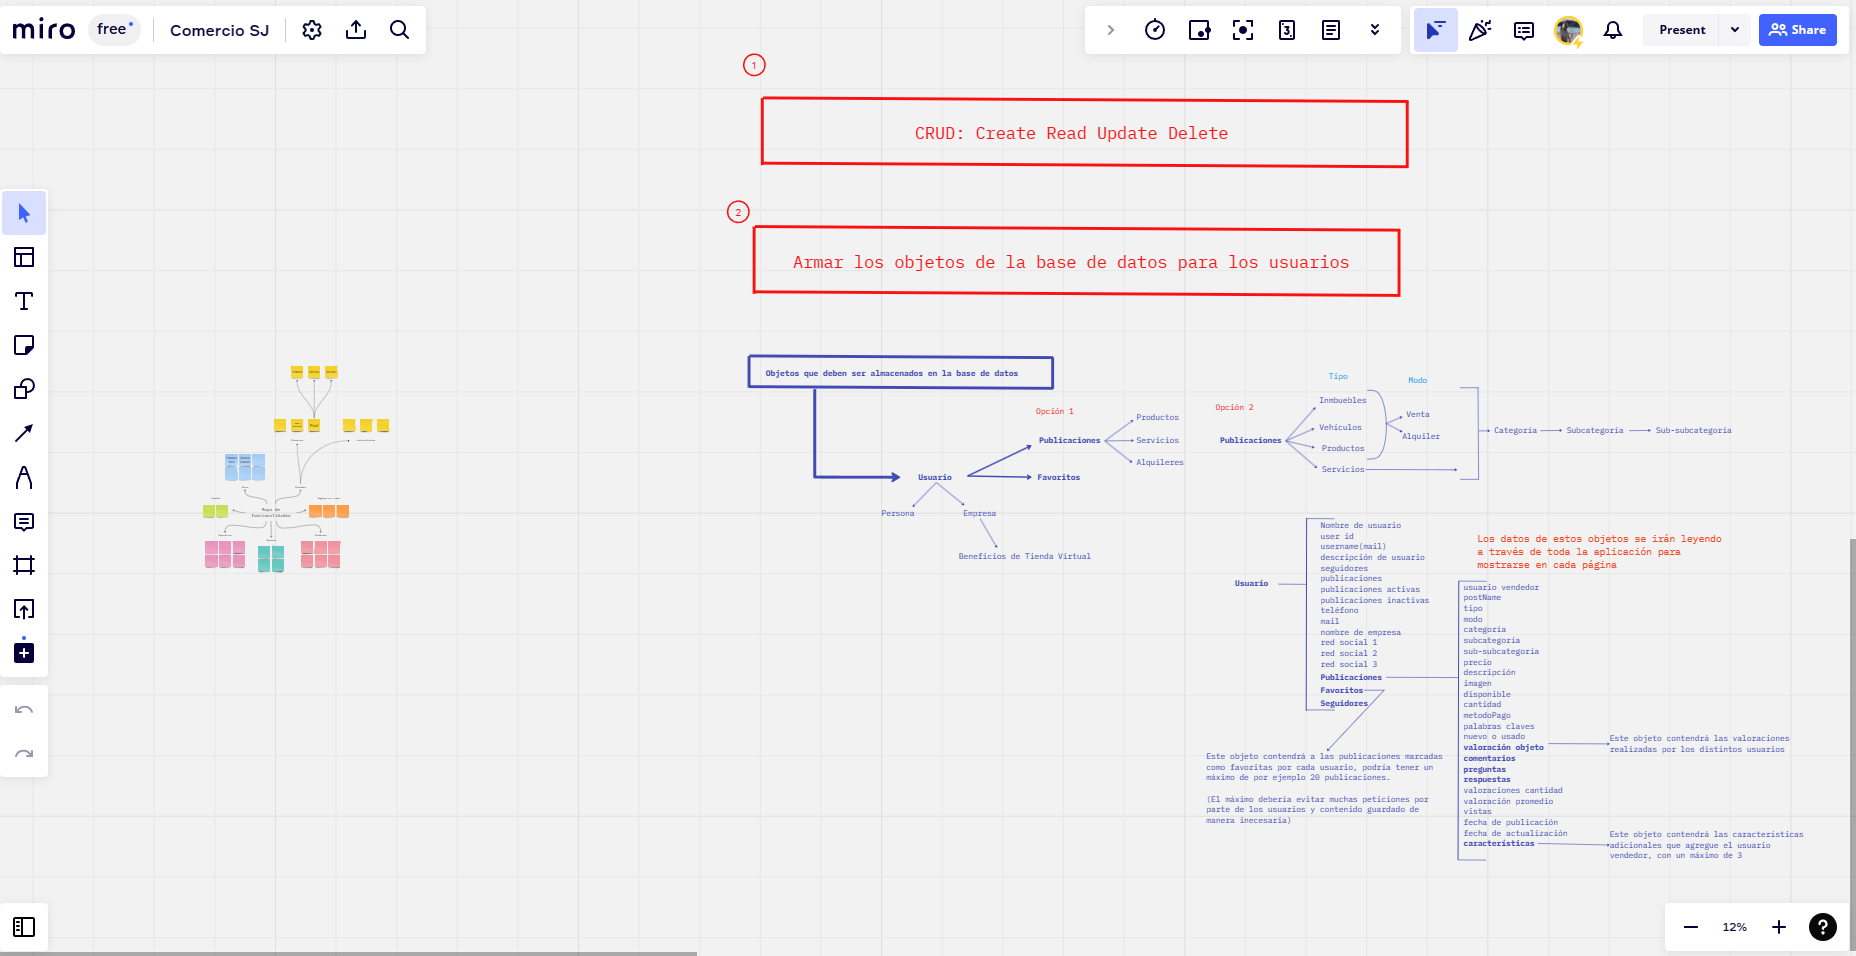 miro
free
Comercio SJ
Present
Share
1
CRUD: Create Read Update Delete
2
Armar los objetos de la base de datos para los usuarios
Objetos que deben ser almacenados en la base de datos
Opción 1
Publicaciones
Productos
Servicios
Alquileres
Usuario
Favoritos
Persona
Empresa
Beneficios de Tienda Virtual
Opción 2
Publicaciones
Tipo
Inmbuebles
Vehículos
Productos
Servicios
Modo
Venta
Alquiler
Categoría
Subcategoría
Sub-subcategoría
Usuario
Nombre de usuario
user id
username(mail)
descripción de usuario
seguidores
publicaciones
publicaciones activas
publicaciones inactivas
teléfono
mail
nombre de empresa
red social 1
red social 2
red social 3
Publicaciones
Favoritos
Seguidores
Este objeto contendrá a las publicaciones marcadas
como favoritas por cada usuario, podría tener un
máximo de por ejemplo 20 publicaciones.
(El máximo debería evitar muchas peticiones por
parte de los usuarios y contenido guardado de
manera inecesaria)
Los datos de estos objetos se irán leyendo
a través de toda la aplicación para
mostrarse en cada página
usuario vendedor
postName
tipo
modo
categoría
subcategoría
sub-subcategoría
precio
descripción
imagen
disponible
cantidad
metodoPago
palabras claves
nuevo o usado
valoración objeto
comentarios
preguntas
respuestas
valoraciones cantidad
valoración promedio
vistas
fecha de publicación
fecha de actualización
características
Este objeto contendrá las valoraciones
realizadas por los distintos usuarios
Este objeto contendrá las características
adicionales que agregue el usuario
vendedor, con un máximo de 3
12%